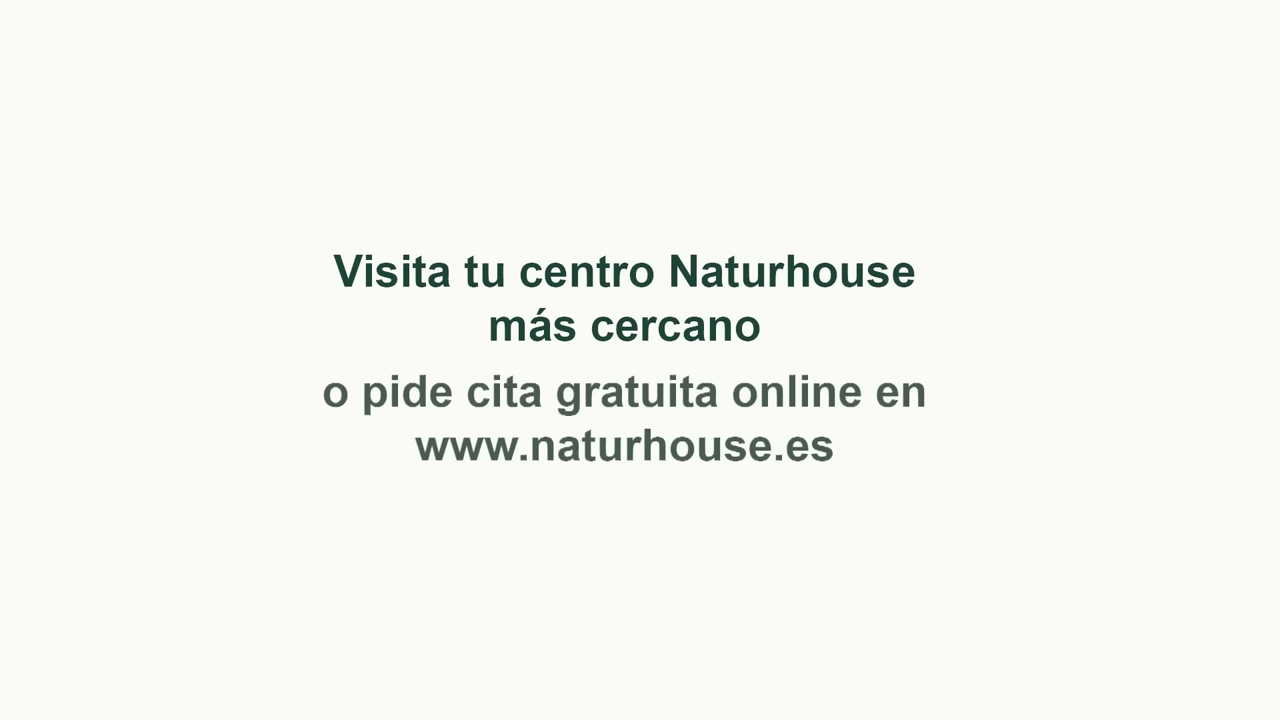 Visita tu centro Naturhouse
más cercano
o pide cita gratuita online en
www.naturhouse.es